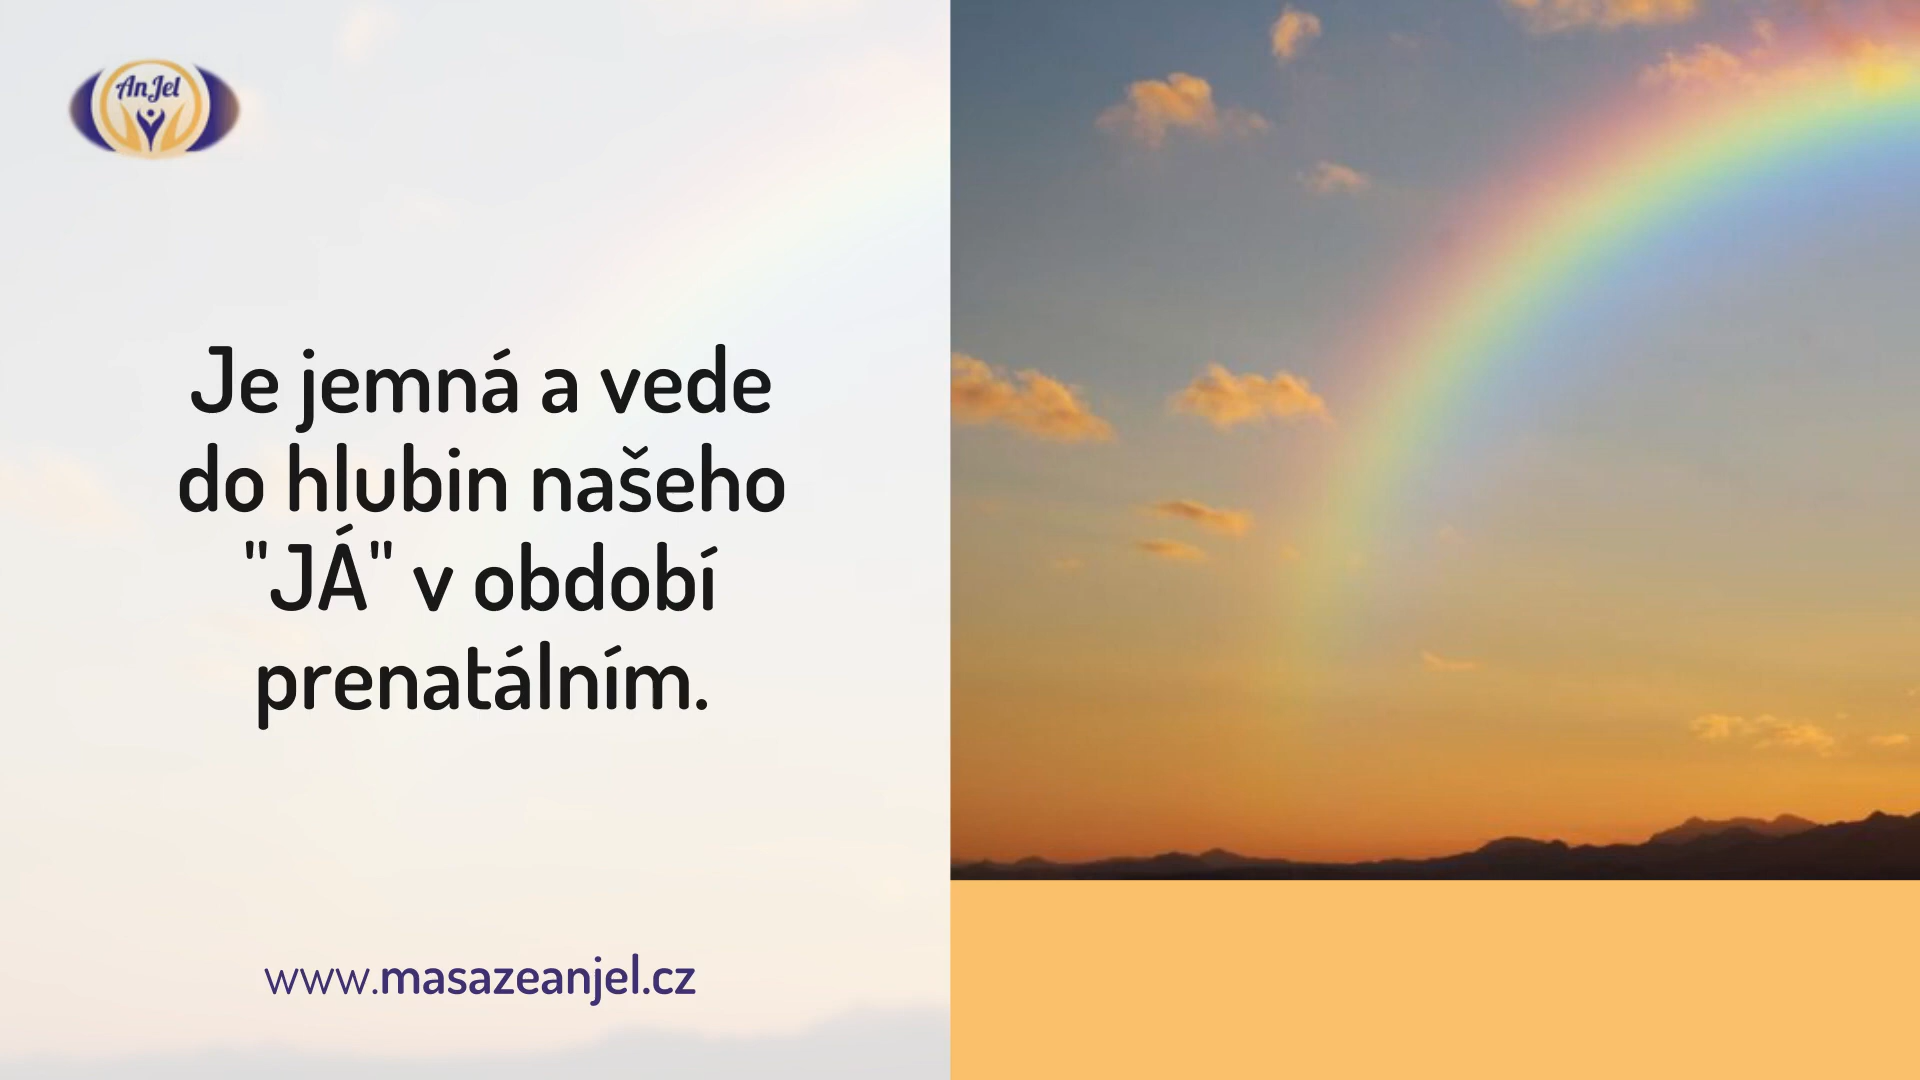 AnJel
Je jemná a vede
do hlubin našeho
"JÁ" v období
prenatálním.
www.masazeanjel.cz